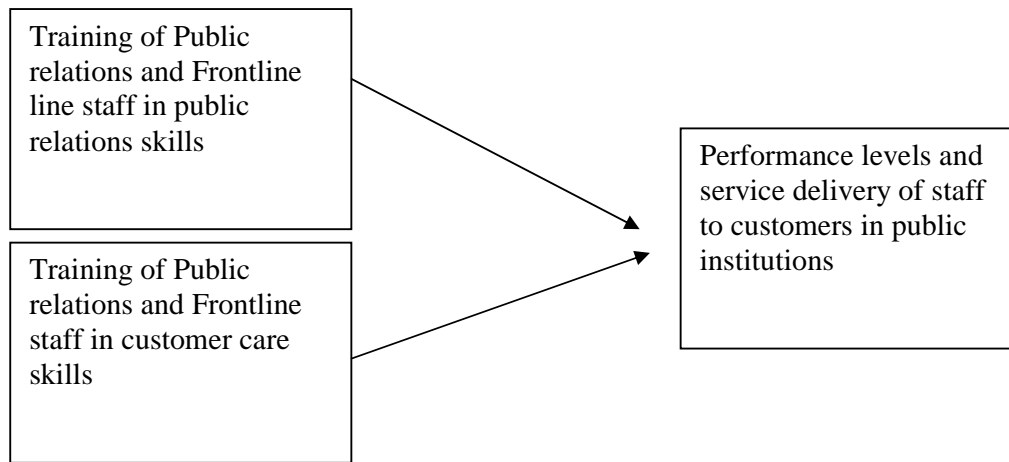 Training of Public
relations and Frontline
line staff in public
relations skills
Training of Public
relations and Frontline
staff in customer care
skills
Performance levels and
service delivery of staff
to customers in public
institutions